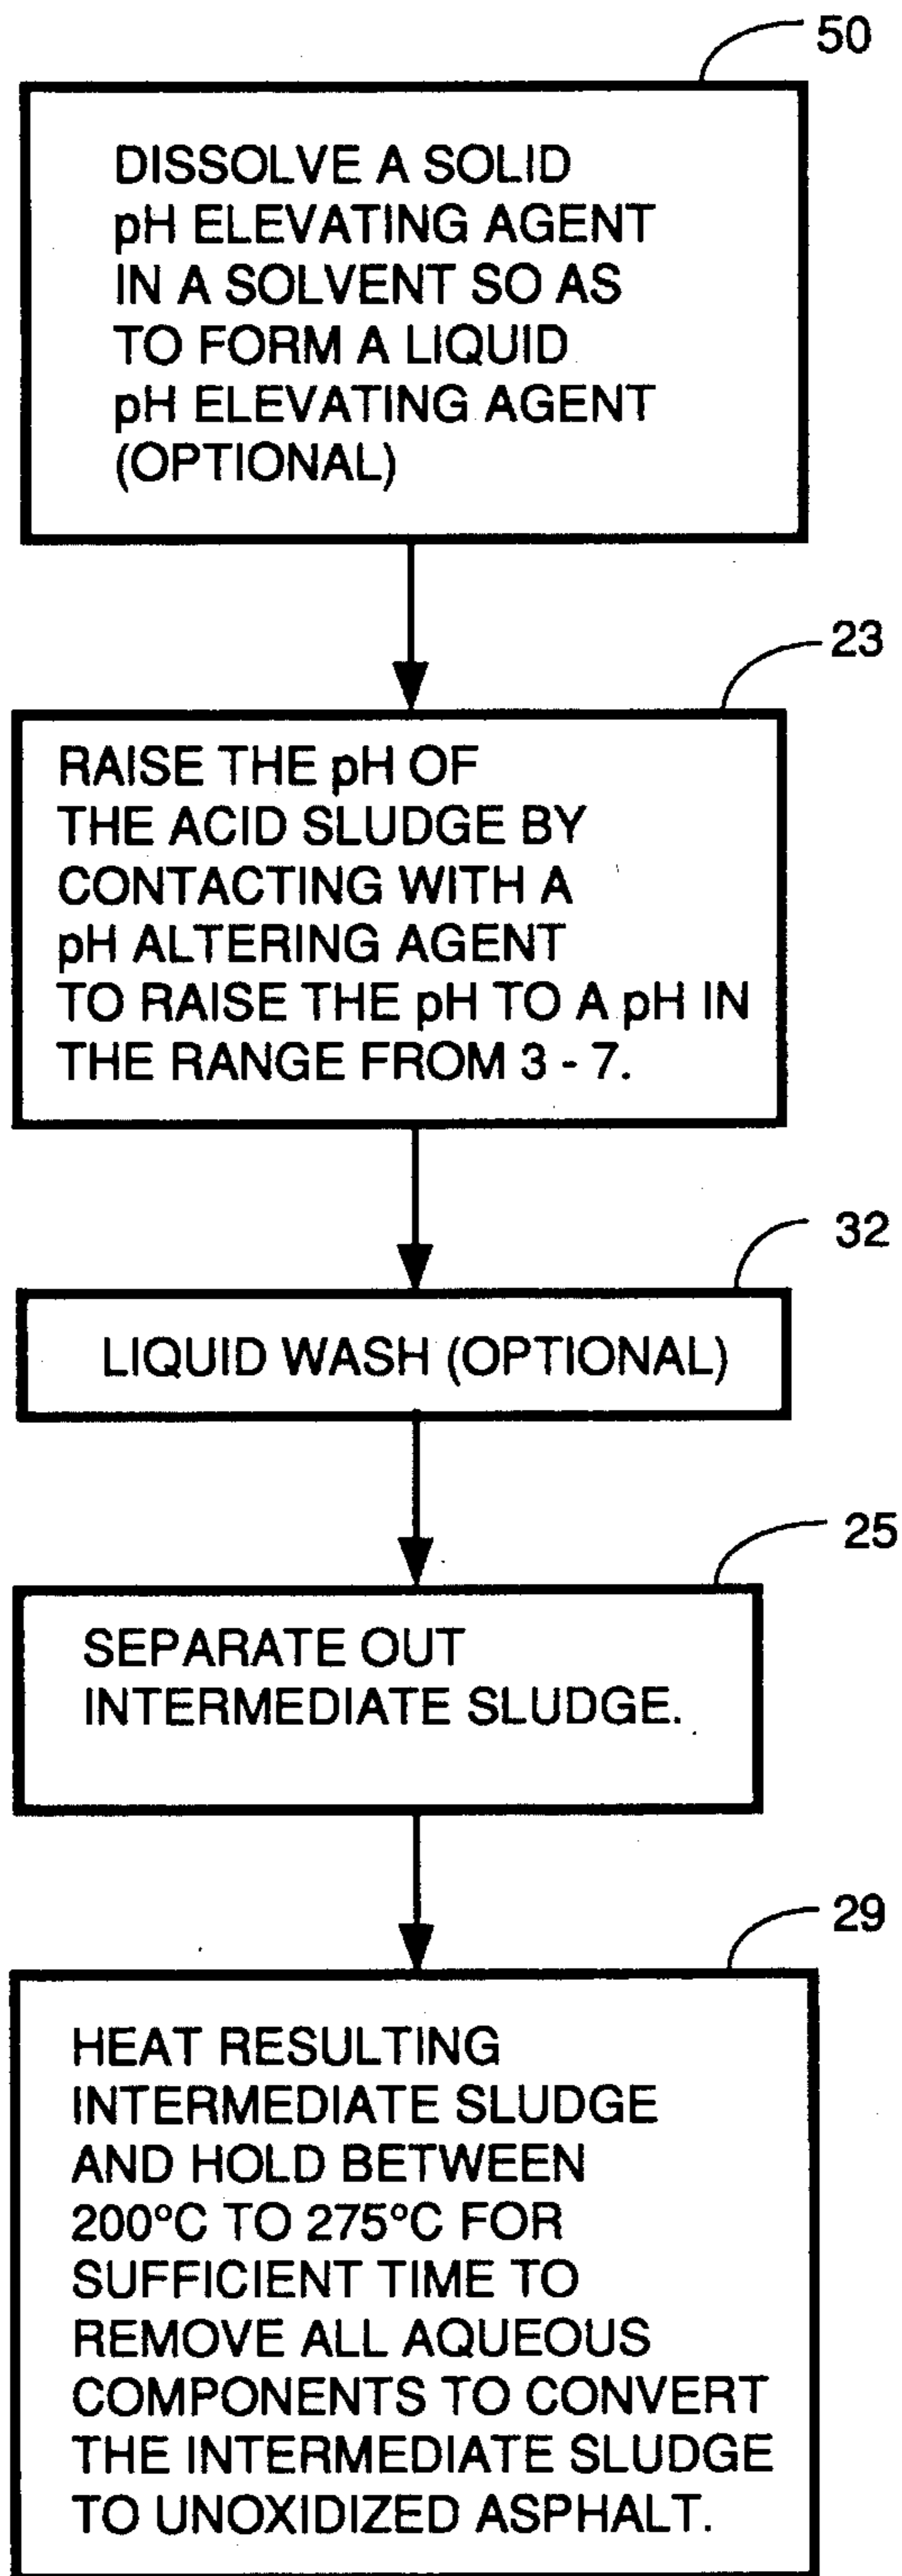 50
DISSOLVE A SOLID
pH ELEVATING AGENT
IN A SOLVENT SO AS
TO FORM A LIQUID
pH ELEVATING AGENT
(OPTIONAL)
23
RAISE THE pH OF
THE ACID SLUDGE BY
CONTACTING WITH A
pH ALTERING AGENT
TO RAISE THE pH TO A pH IN
THE RANGE FROM 3 - 7.
32
LIQUID WASH (OPTIONAL)
25
SEPARATE OUT
INTERMEDIATE SLUDGE.
29
HEAT RESULTING
INTERMEDIATE SLUDGE
AND HOLD BETWEEN
200°C TO 275°C FOR
SUFFICIENT TIME TO
REMOVE ALL AQUEOUS
COMPONENTS TO CONVERT
THE INTERMEDIATE SLUDGE
TO UNOXIDIZED ASPHALT.